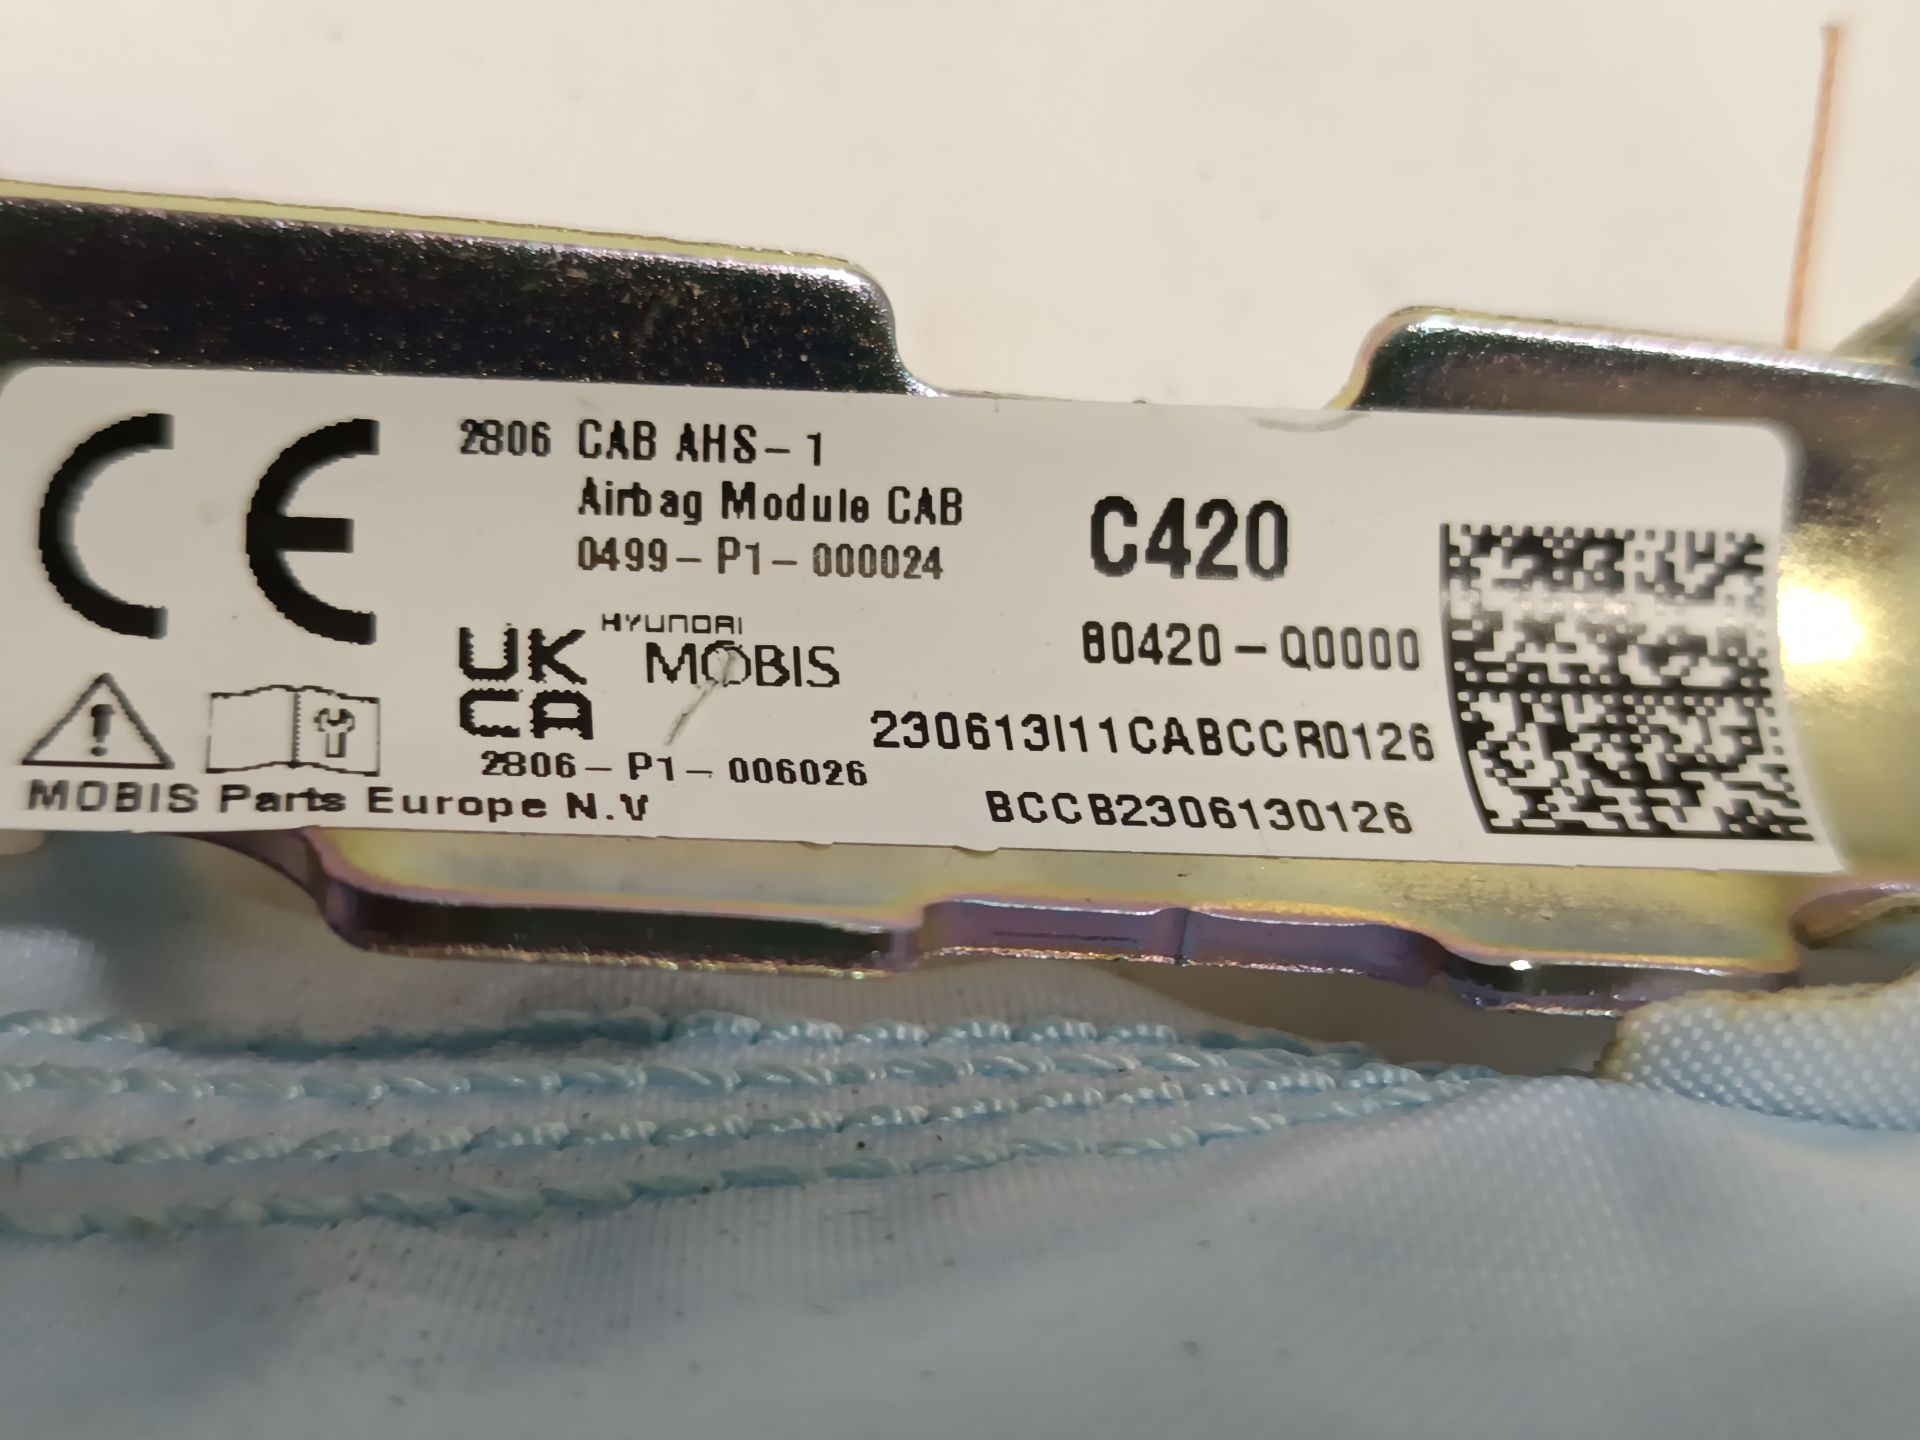 CE
2806 CAB AHS-1
Airbag Module CAB
0499-P1-000024
C420
UK
CA
HYUNDAI
MOBIS
80420-Q0000
230613I11CABCCR0126
2806-P1-006026
MOBIS Parts Europe N.V
BCCB2306130126